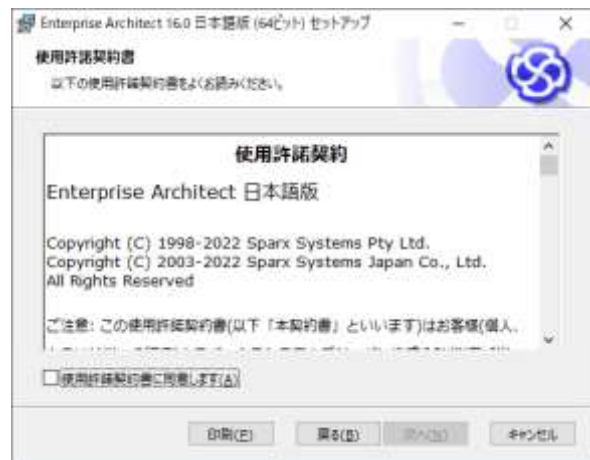 Enterprise Architect 16.0 日本語版 (64ビット) セットアップ
使用許諾契約書
以下の使用許諾契約書をよくお読みください。
使用許諾契約
Enterprise Architect 日本語版
Copyright (C) 1998-2022 Sparx Systems Pty Ltd.
Copyright (C) 2003-2022 Sparx Systems Japan Co., Ltd.
All Rights Reserved
ご注意: この使用許諾契約書(以下「本契約書」といいます)はお客様(個人、
使用許諾契約書に同意します(A)
印刷(P) 戻る(B) 次へ(N) キャンセル